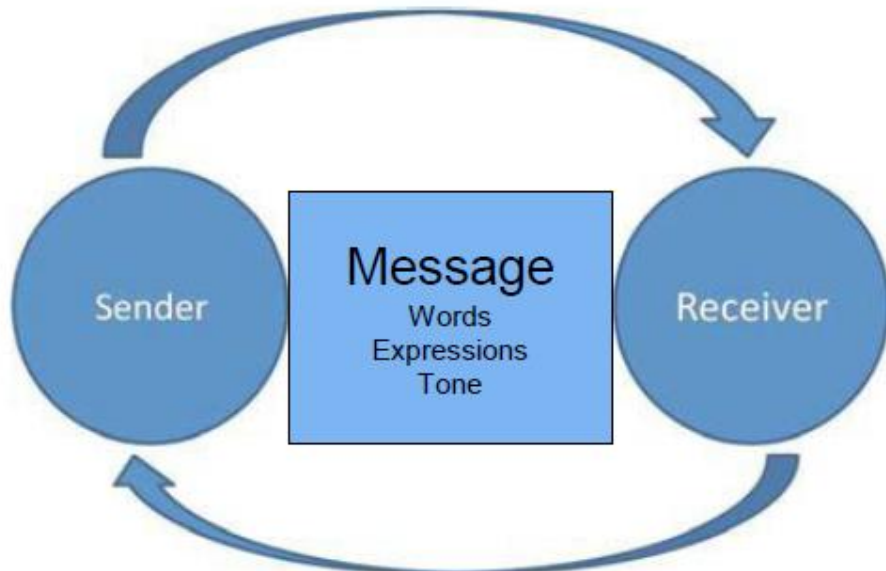 Sender
Message
Words
Expressions
Tone
Receiver